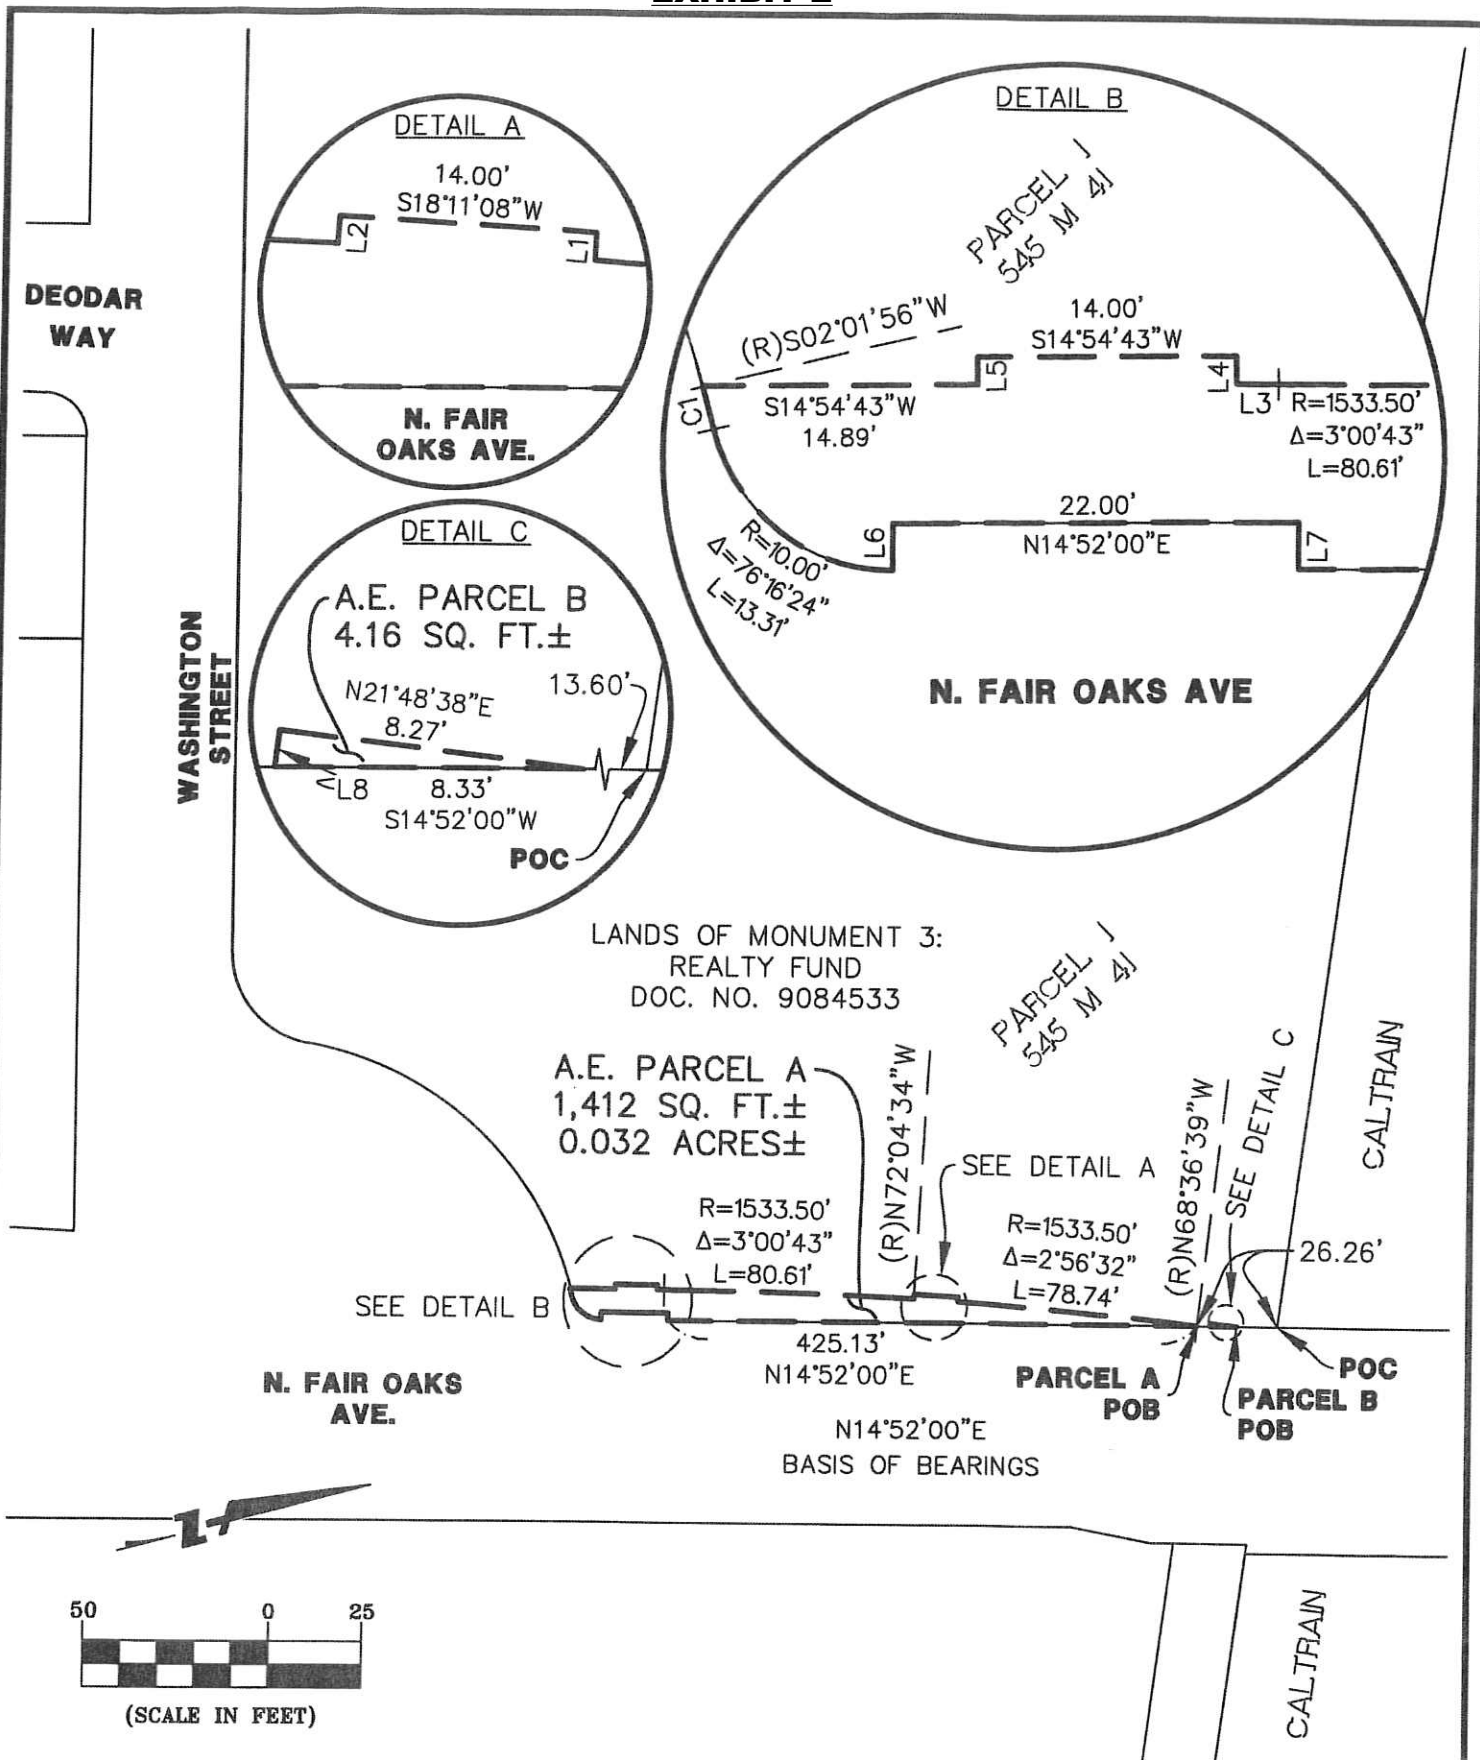 DETAIL A
14.00'
S18°11'08"W
L2
L1
N. FAIR
OAKS AVE.
DETAIL B
PARCEL 1
545 M 41
(R)S02°01'56"W
14.00'
S14°54'43"W
L5
L4
C1
S14°54'43"W
14.89'
L3
R=1533.50'
Δ=3°00'43"
L=80.61'
22.00'
N14°52'00"E
L6
L7
R=10.00'
Δ=76°16'24"
L=13.31'
N. FAIR OAKS AVE
DEODAR
WAY
WASHINGTON
STREET
DETAIL C
A.E. PARCEL B
4.16 SQ. FT.±
N21°48'38"E
8.27'
13.60'
L8
8.33'
S14°52'00"W
POC
LANDS OF MONUMENT 3:
REALTY FUND
DOC. NO. 9084533
PARCEL 1
545 M 41
A.E. PARCEL A
1,412 SQ. FT.±
0.032 ACRES±
(R)N72°04'34"W
SEE DETAIL A
(R)N68°36'39"W
SEE DETAIL C
CALTRAIN
R=1533.50'
Δ=3°00'43"
L=80.61'
R=1533.50'
Δ=2°56'32"
L=78.74'
26.26'
SEE DETAIL B
425.13'
N14°52'00"E
PARCEL A
POB
PARCEL B
POB
POC
N. FAIR OAKS
AVE.
N14°52'00"E
BASIS OF BEARINGS
Z
50 0 25
(SCALE IN FEET)
CALTRAIN